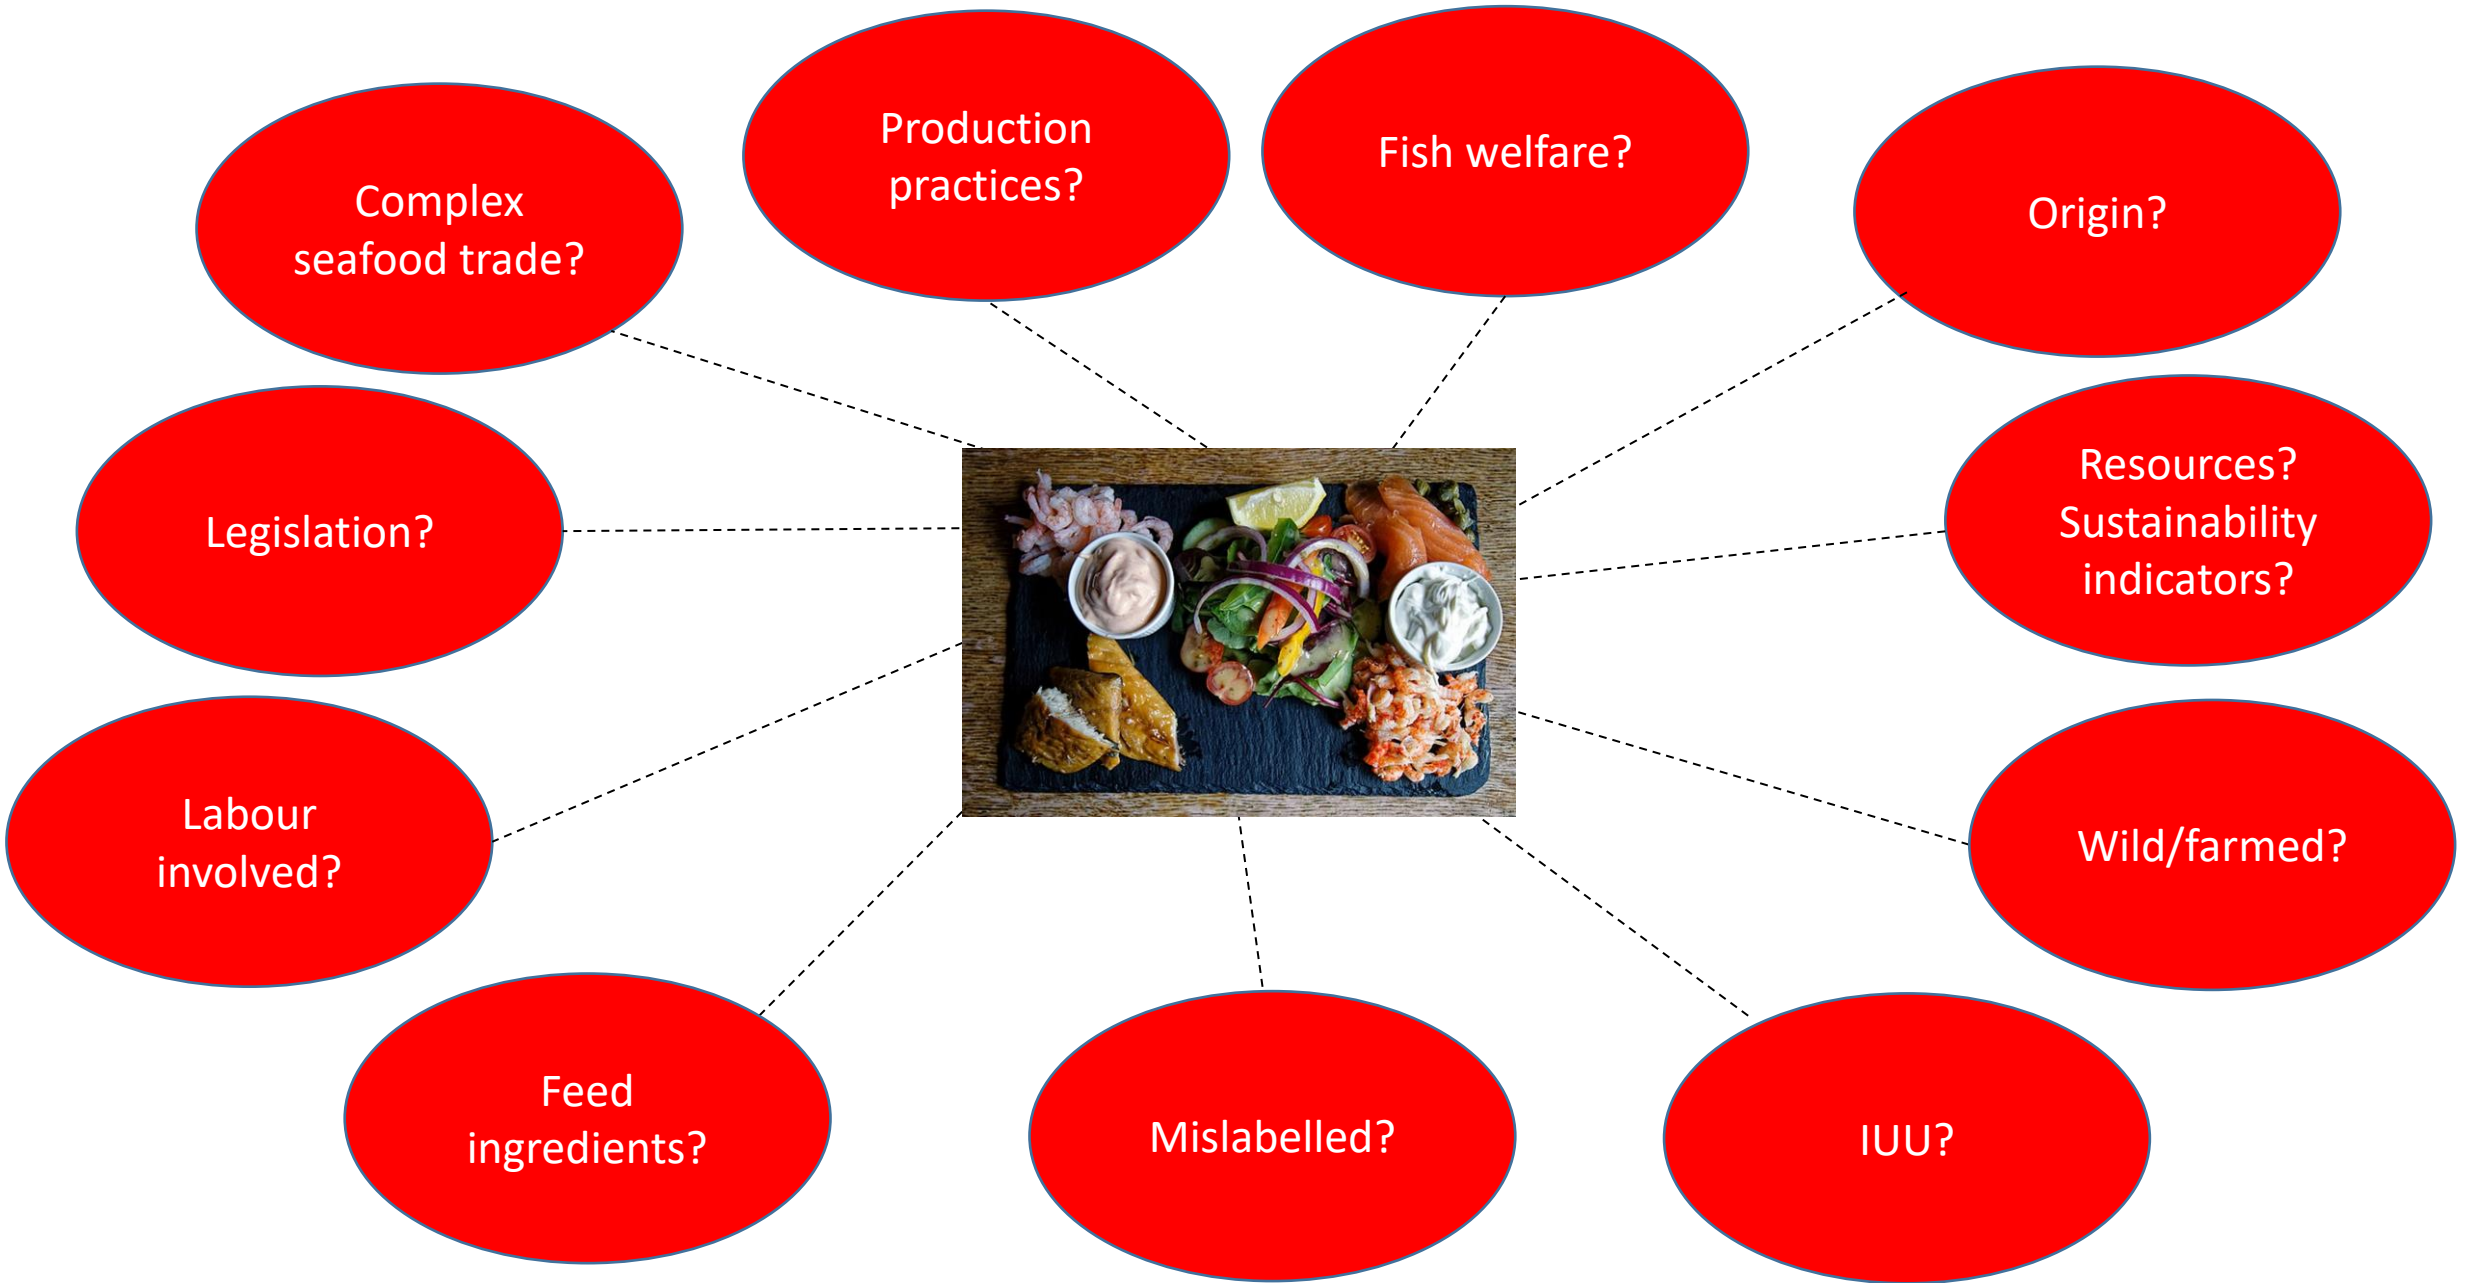 Production
practices?
Fish welfare?
Complex
seafood trade?
Origin?
Legislation?
Resources?
Sustainability
indicators?
Labour
involved?
Wild/farmed?
Feed
ingredients?
Mislabelled?
IUU?